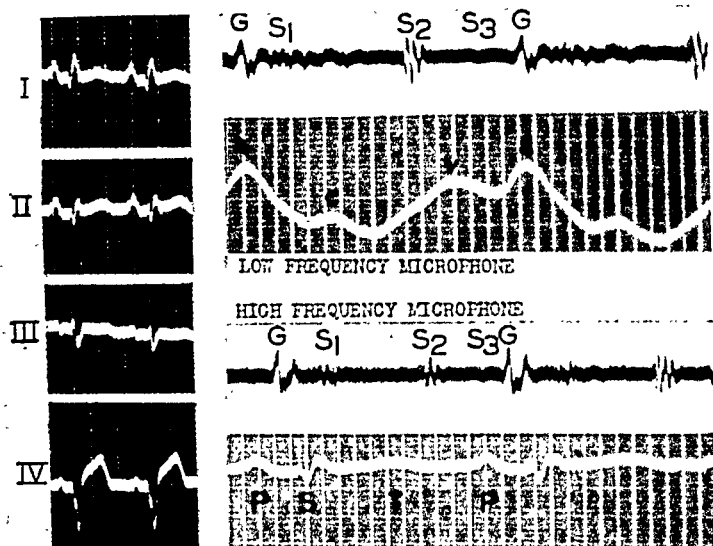 G S1 S2 S3 G
I
II
LOW FREQUENCY MICROPHONE
HIGH FREQUENCY MICROPHONE
III
G S1 S2 S3 G
IV
P P